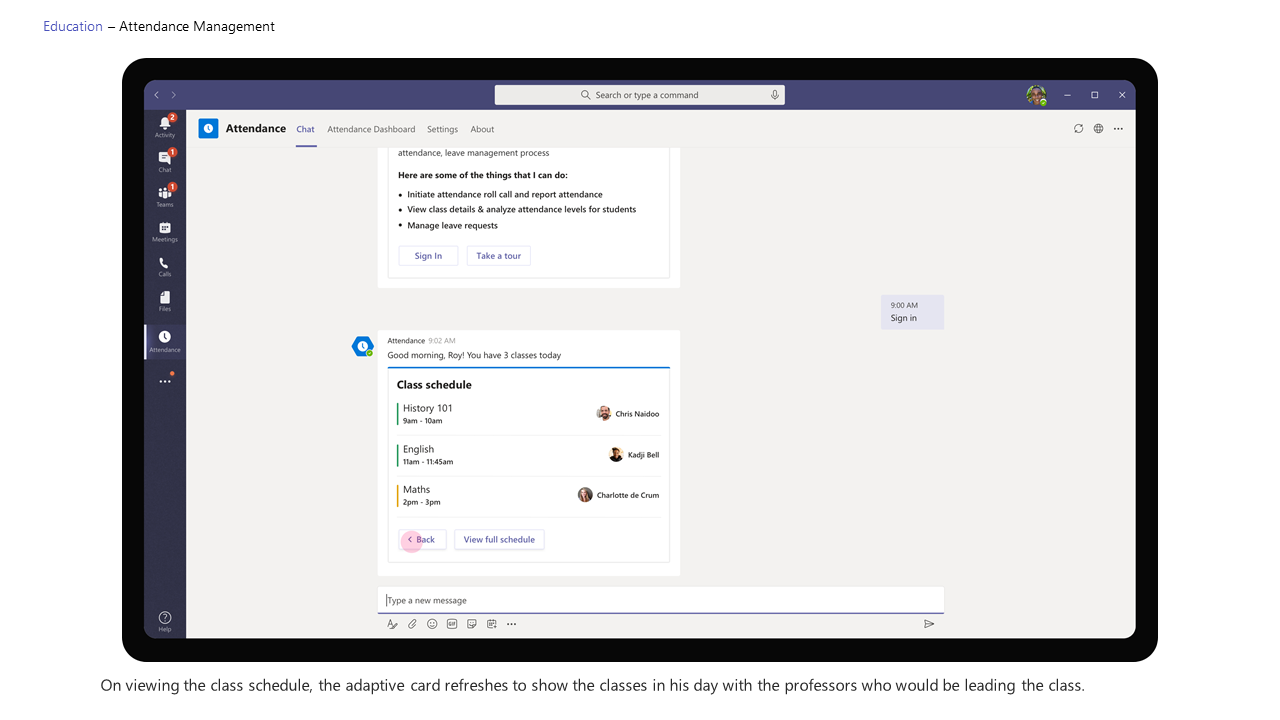 Education – Attendance Management
Search or type a command
2
Activity
Attendance Chat Attendance Dashboard Settings About
1
Chat
1
Teams
Meetings
Calls
Files
Attendance
Help
attendance, leave management process
Here are some of the things that I can do:
• Initiate attendance roll call and report attendance
• View class details & analyze attendance levels for students
• Manage leave requests
Sign In Take a tour
9:00 AM
Sign in
Attendance 9:02 AM
Good morning, Roy! You have 3 classes today
Class schedule
History 101
9am - 10am
Chris Naidoo
English
11am - 11:45am
Kadji Bell
Maths
2pm - 3pm
Charlotte de Crum
Back View full schedule
Type a new message
GIF
On viewing the class schedule, the adaptive card refreshes to show the classes in his day with the professors who would be leading the class.